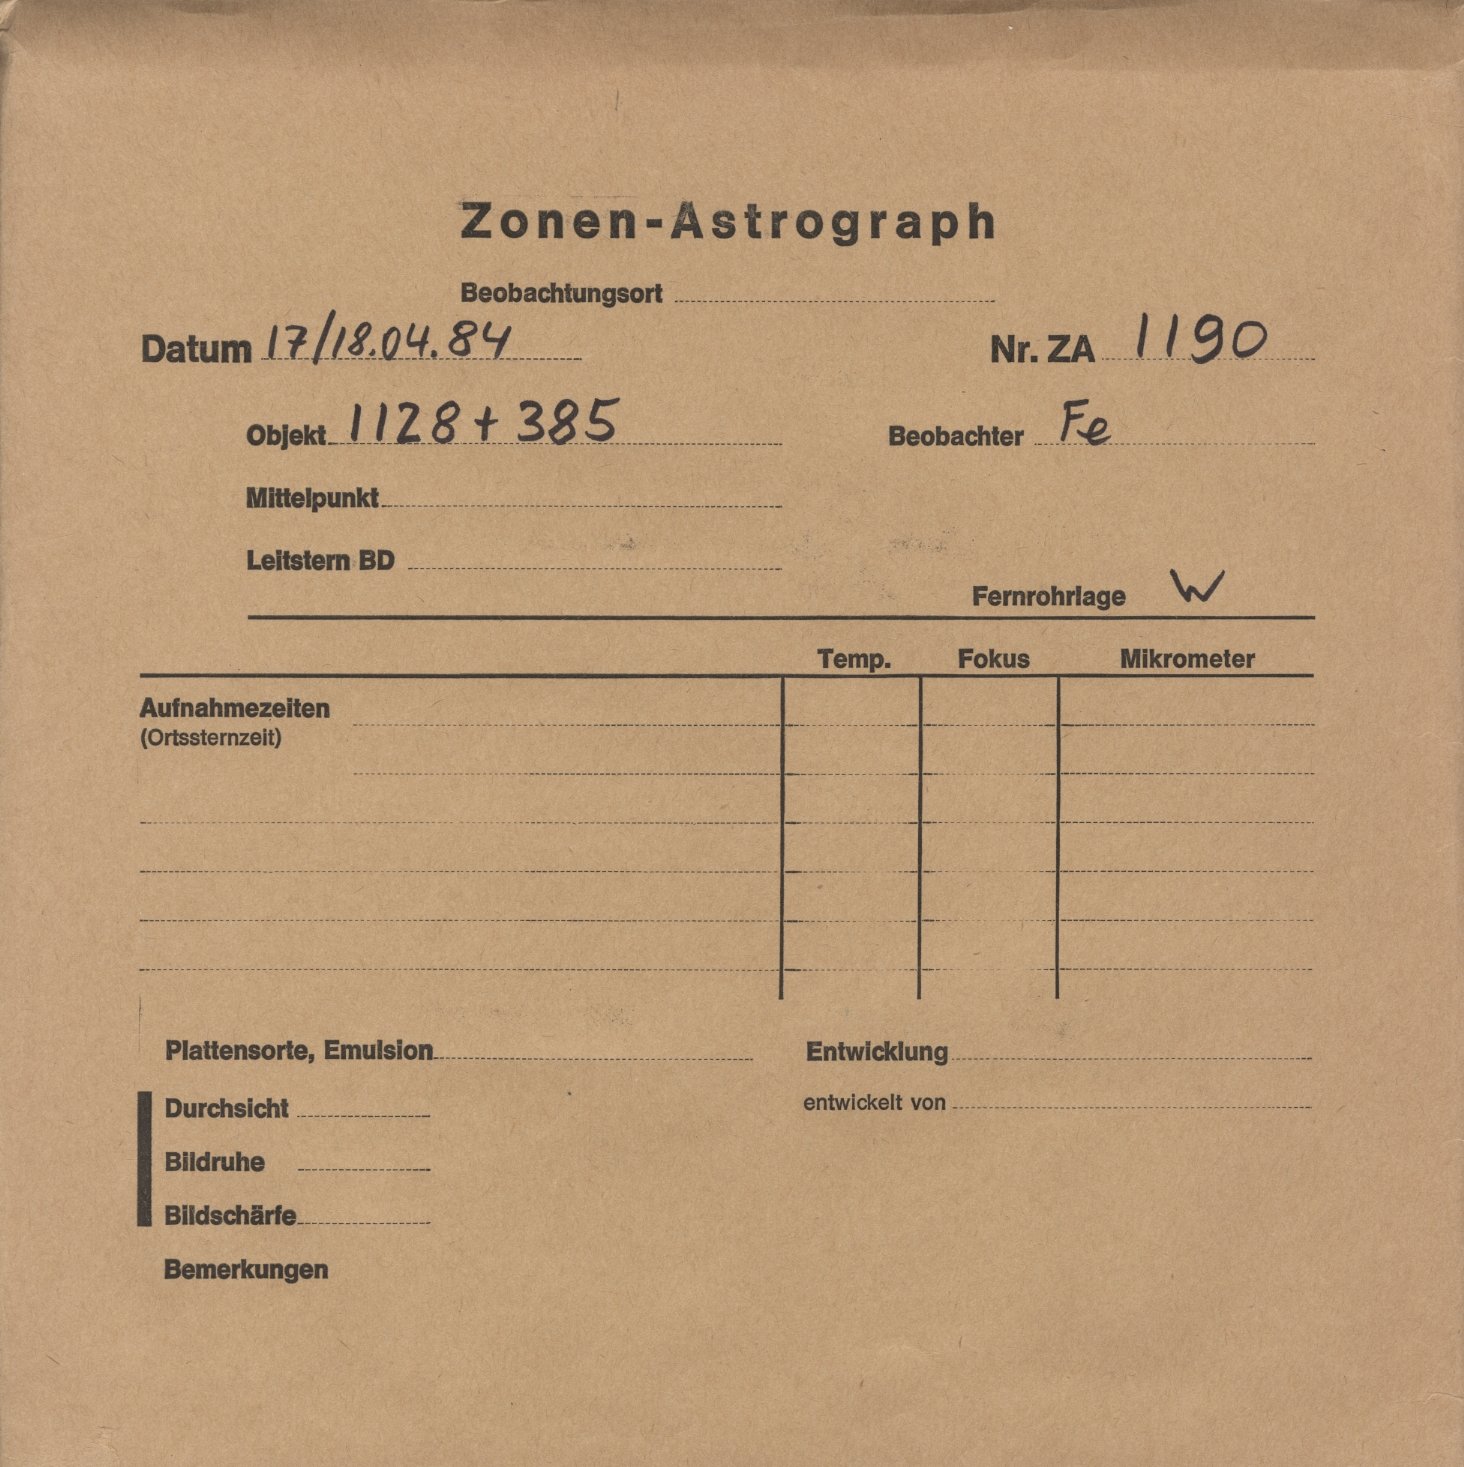 Zonen-Astrograph
Beobachtungsort
Datum 17/18.04.84 Nr. ZA 1190
Objekt 1128+385 Beobachter Fe
Mittelpunkt
Leitstern BD
Fernrohrlage W
Temp. Fokus Mikrometer
Aufnahmezeiten
(Ortssternzeit)
Plattensorte, Emulsion Entwicklung
Durchsicht entwickelt von
Bildruhe
Bildschärfe
Bemerkungen